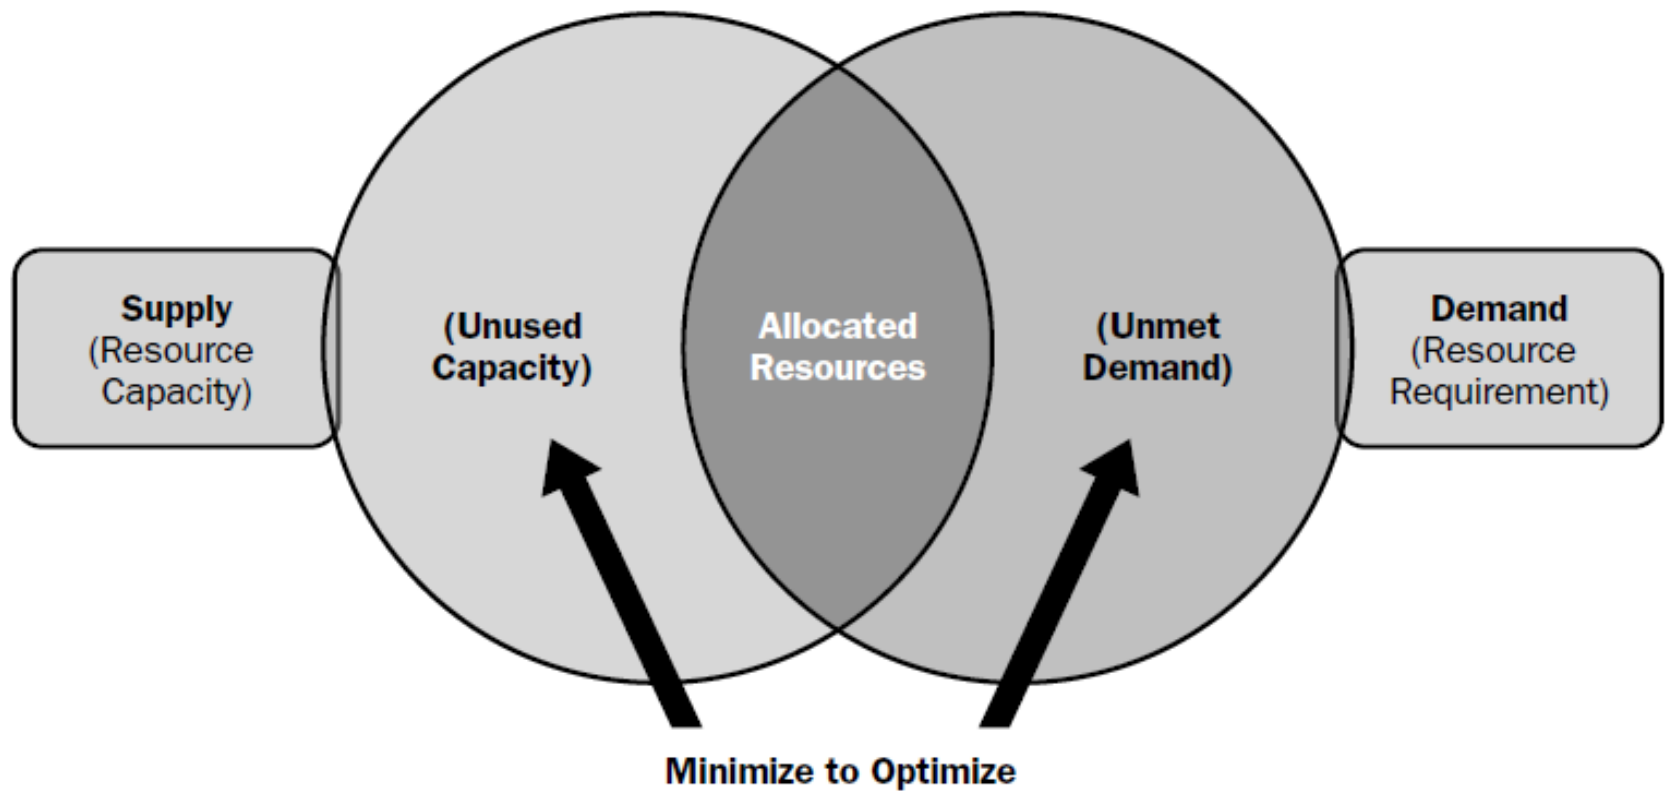 Supply
(Resource
Capacity)
(Unused
Capacity)
Allocated
Resources
(Unmet
Demand)
Demand
(Resource
Requirement)
Minimize to Optimize